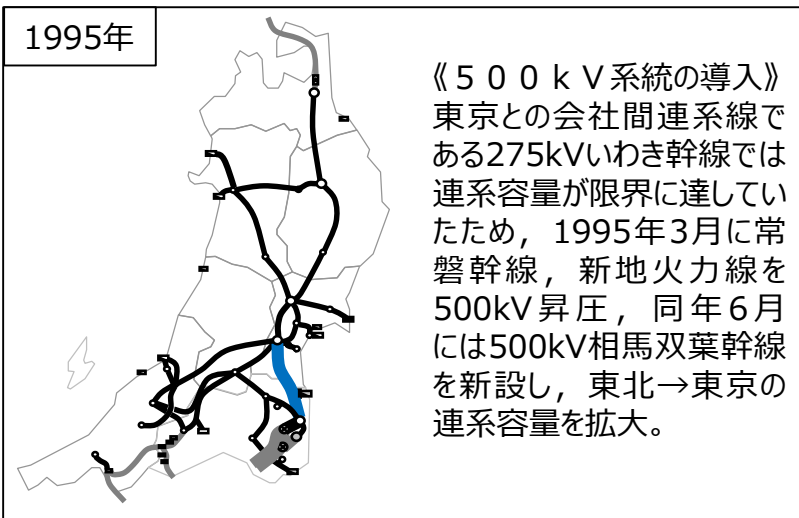 1995年
《５００ｋＶ系統の導入》
東京との会社間連系線で
ある275kVいわき幹線では
連系容量が限界に達してい
たため，1995年3月に常
磐幹線，新地火力線を
500kV昇圧，同年6月
には500kV相馬双葉幹線
を新設し，東北→東京の
連系容量を拡大。